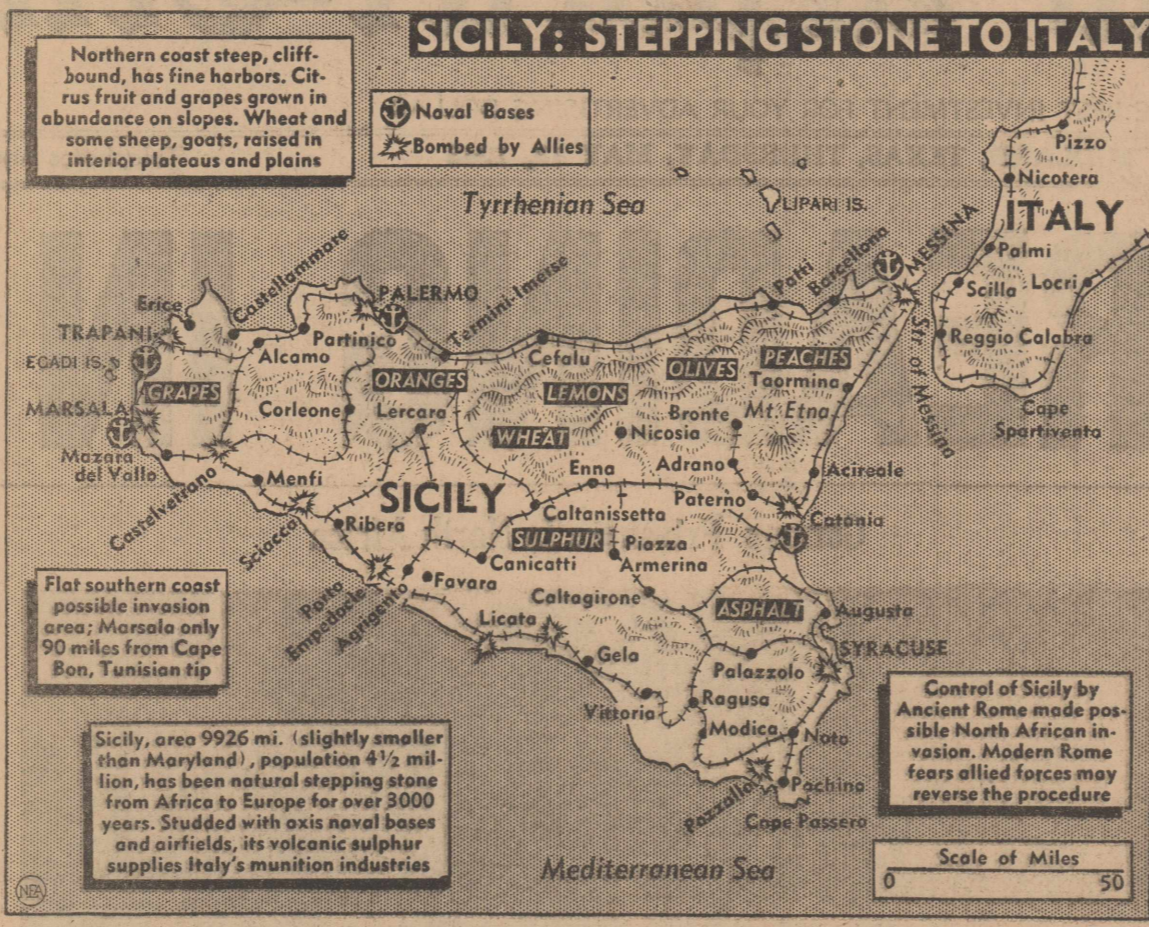 SICILY: STEPPING STONE TO ITALY
Northern coast steep, cliff-
bound, has fine harbors. Cit-
rus fruit and grapes grown in
abundance on slopes. Wheat and
some sheep, goats, raised in
interior plateaus and plains
Naval Bases
Bombed by Allies
Tyrrhenian Sea
LIPARI IS.
Pizzo
Nicotera
ITALY
Palmi
Scilla
Locri
Reggio Calabra
Cape
Spartivento
MESSINA
Str of Messina
Barcellona
Patti
Termini-Imerse
Cefalu
PALERMO
Castellammare
Erice
TRAPANI
Partinico
Alcamo
EGADI IS.
GRAPES
ORANGES
LEMONS
OLIVES
PEACHES
Taormina
MARSALA
Corleone
Lercara
WHEAT
Nicosia
Bronte
Mt. Etna
Mazara
del Vallo
Castelvetrano
Menfi
SICILY
Enna
Adrano
Acireale
Paterno
Catania
Sciacca
Ribera
Caltanissetta
SULPHUR
Piazza
Armerina
Canicatti
Favara
Porto
Empedocle
Agrigento
Caltagirone
ASPHALT
Augusta
Licata
Gela
SYRACUSE
Palazzolo
Vittoria
Ragusa
Modica
Noto
Pozzallo
Pachino
Cape Passero
Mediterranean Sea
Flat southern coast
possible invasion
area; Marsala only
90 miles from Cape
Bon, Tunisian tip
Sicily, area 9926 mi. (slightly smaller
than Maryland), population 4½ mil-
lion, has been natural stepping stone
from Africa to Europe for over 3000
years. Studded with axis naval bases
and airfields, its volcanic sulphur
supplies Italy's munition industries
Control of Sicily by
Ancient Rome made pos-
sible North African in-
vasion. Modern Rome
fears allied forces may
reverse the procedure
Scale of Miles
0 50
NEA